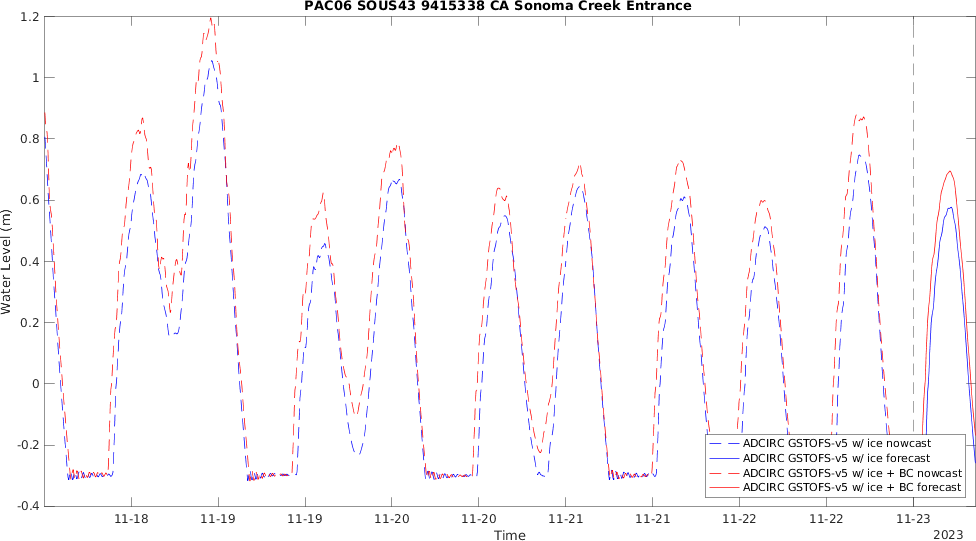 PAC06 SOUS43 9415338 CA Sonoma Creek Entrance
1.2
1
0.8
0.6
0.4
0.2
0
-0.2
-0.4
Water Level (m)
ADCIRC GSTOFS-v5 w/ ice nowcast
ADCIRC GSTOFS-v5 w/ ice forecast
ADCIRC GSTOFS-v5 w/ ice + BC nowcast
ADCIRC GSTOFS-v5 w/ ice + BC forecast
11-18 11-19 11-19 11-20 11-20 11-21 11-21 11-22 11-22 11-23
Time
2023